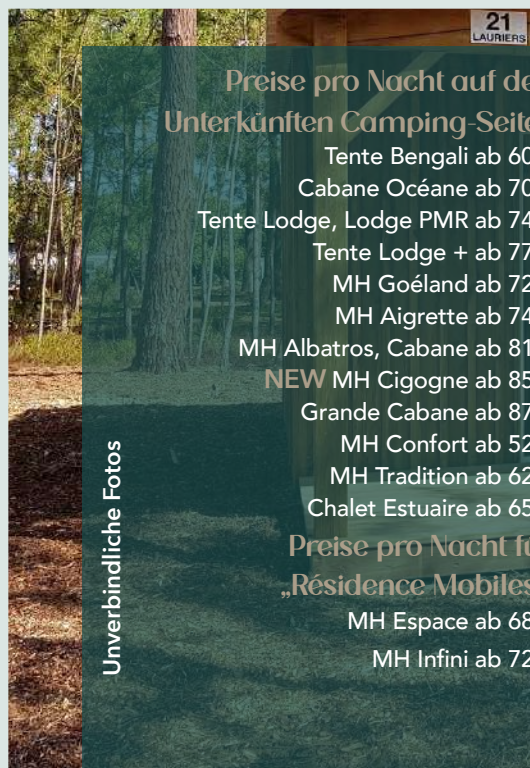 21
LAURIERS
Preise pro Nacht auf de
Unterkünften Camping-Seite
Tente Bengali ab 60
Cabane Océane ab 70
Tente Lodge, Lodge PMR ab 74
Tente Lodge + ab 77
MH Goéland ab 72
MH Aigrette ab 74
MH Albatros, Cabane ab 81
NEW MH Cigogne ab 85
Grande Cabane ab 87
MH Confort ab 52
MH Tradition ab 62
Chalet Estuaire ab 65
Preise pro Nacht fü
„Résidence Mobiles
MH Espace ab 68
MH Infini ab 72
Unverbindliche Fotos